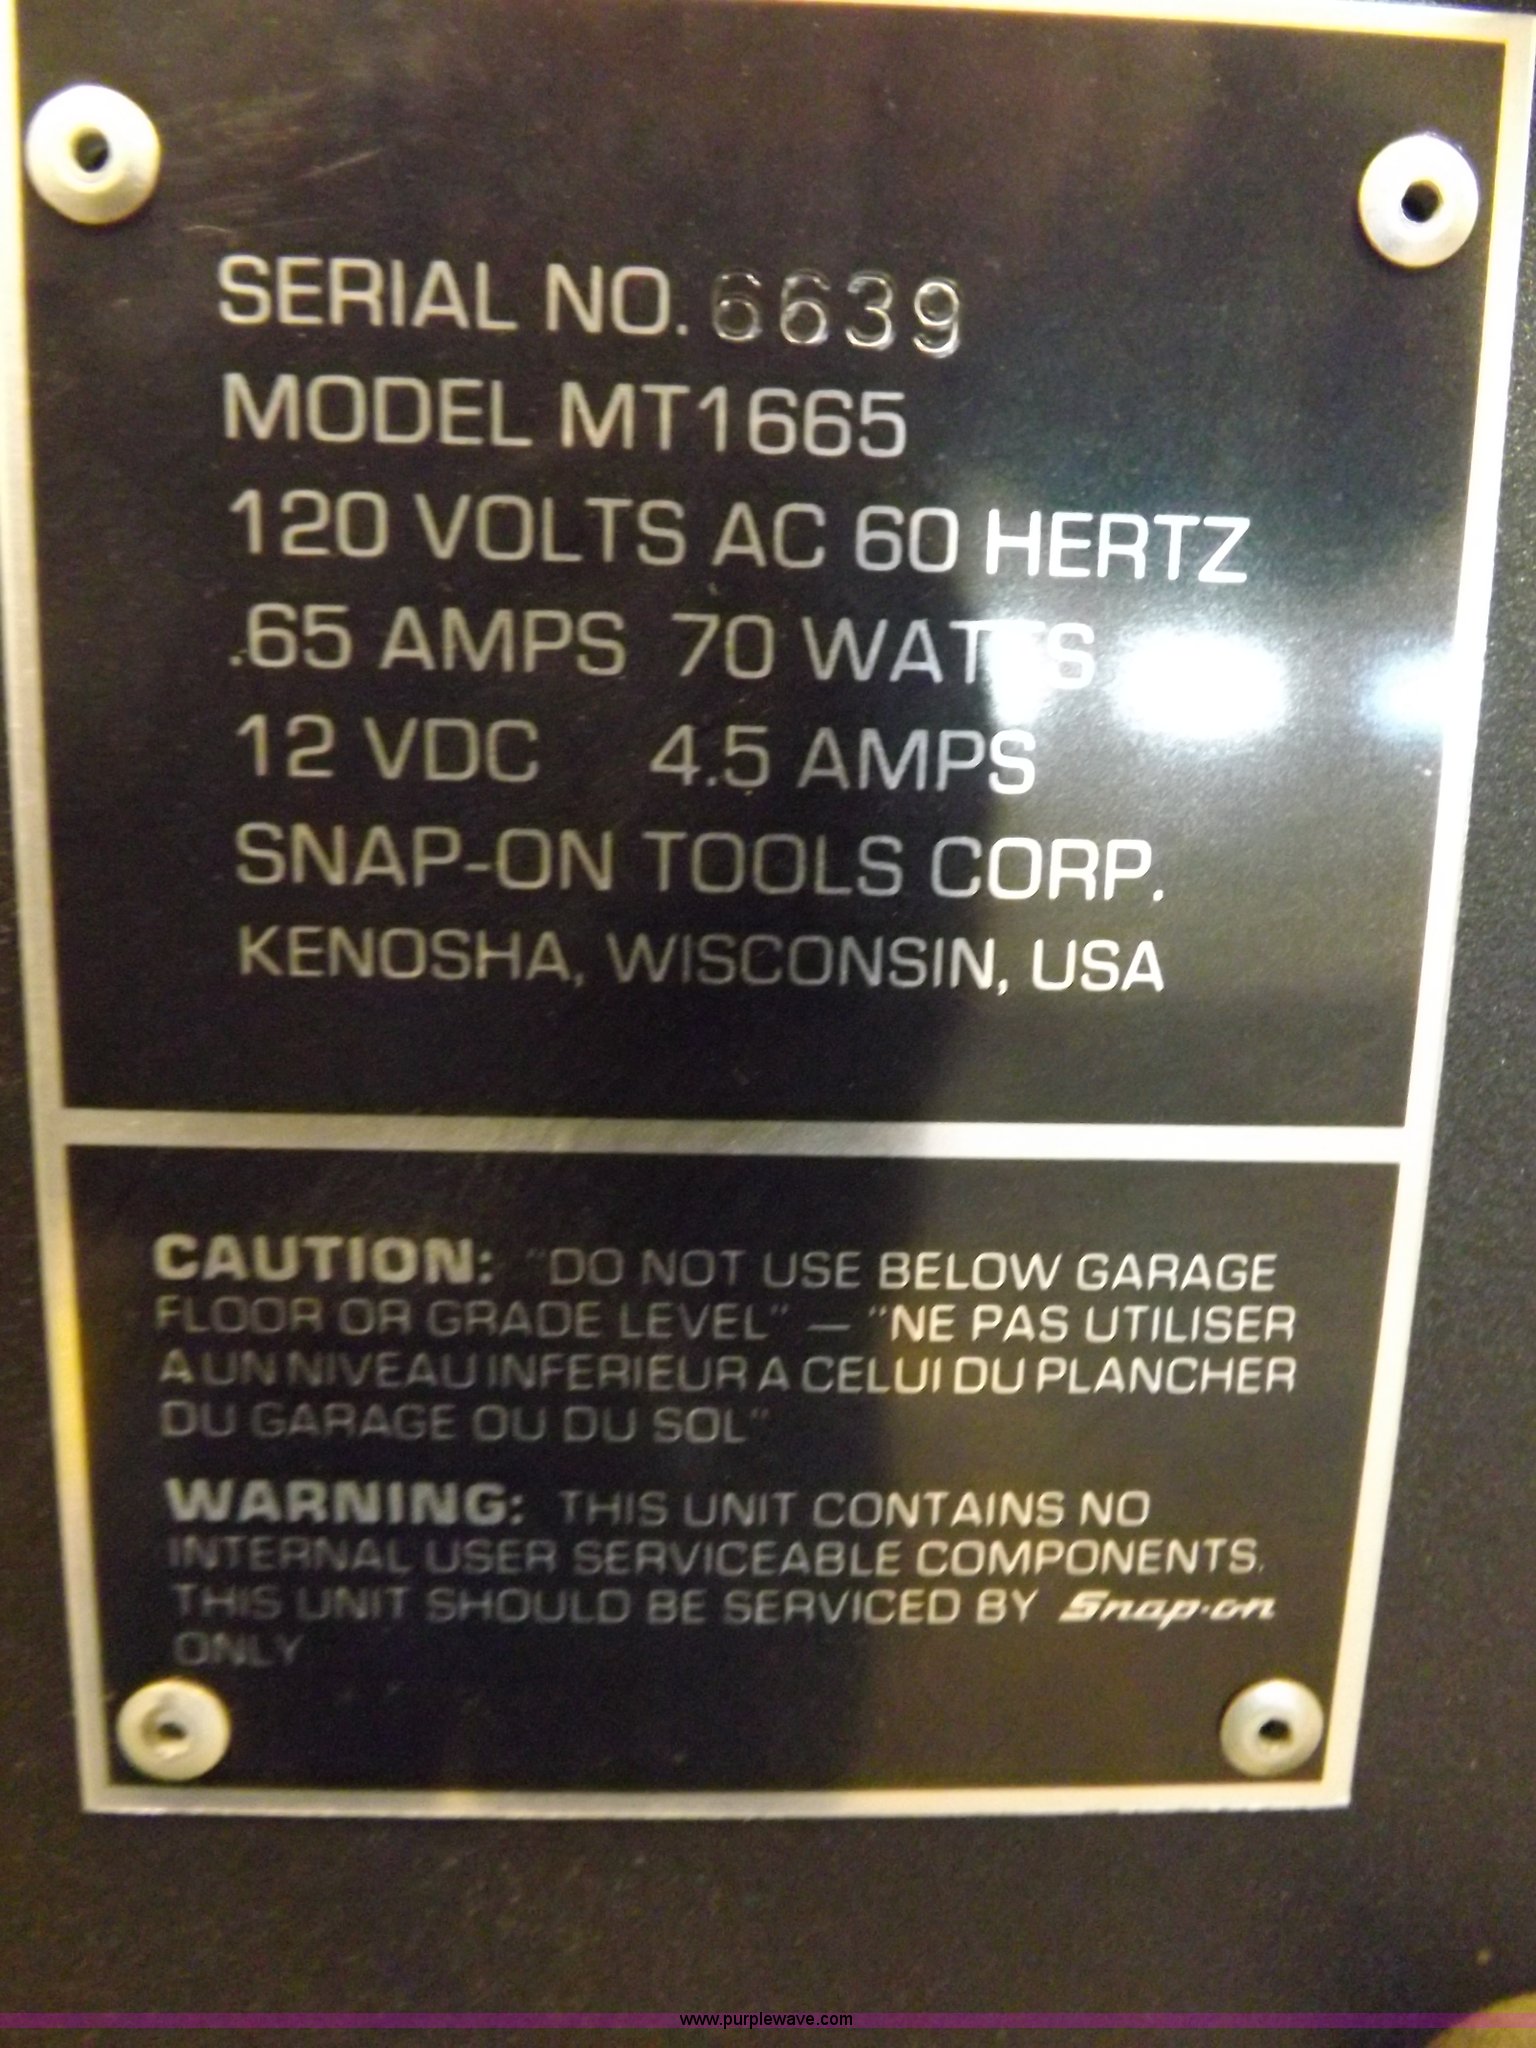 SERIAL NO. 6639
MODEL MT1665
120 VOLTS AC 60 HERTZ
.65 AMPS 70 WATTS
12 VDC 4.5 AMPS
SNAP-ON TOOLS CORP.
KENOSHA, WISCONSIN, USA
CAUTION: "DO NOT USE BELOW GARAGE
FLOOR OR GRADE LEVEL" — "NE PAS UTILISER
A UN NIVEAU INFERIEUR A CELUI DU PLANCHER
DU GARAGE OU DU SOL"
WARNING: THIS UNIT CONTAINS NO
INTERNAL USER SERVICEABLE COMPONENTS.
THIS UNIT SHOULD BE SERVICED BY Snap-on
ONLY
www.purplewave.com